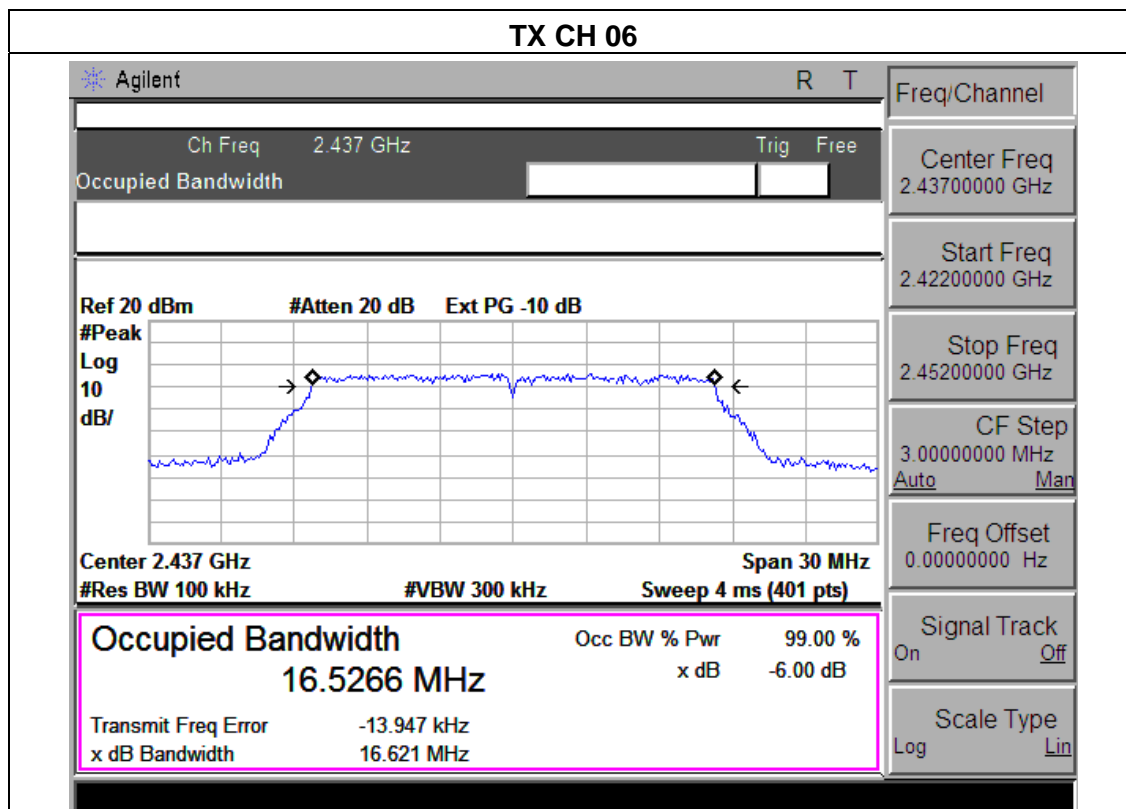 TX CH 06
Agilent R T
Ch Freq 2.437 GHz Trig Free
Occupied Bandwidth
Ref 20 dBm #Atten 20 dB Ext PG -10 dB
#Peak
Log
10
dB/
Center 2.437 GHz Span 30 MHz
#Res BW 100 kHz #VBW 300 kHz Sweep 4 ms (401 pts)
Occupied Bandwidth Occ BW % Pwr 99.00 %
16.5266 MHz x dB -6.00 dB
Transmit Freq Error -13.947 kHz
x dB Bandwidth 16.621 MHz
Freq/Channel
Center Freq
2.43700000 GHz
Start Freq
2.42200000 GHz
Stop Freq
2.45200000 GHz
CF Step
3.00000000 MHz
Auto Man
Freq Offset
0.00000000 Hz
Signal Track
On Off
Scale Type
Log Lin